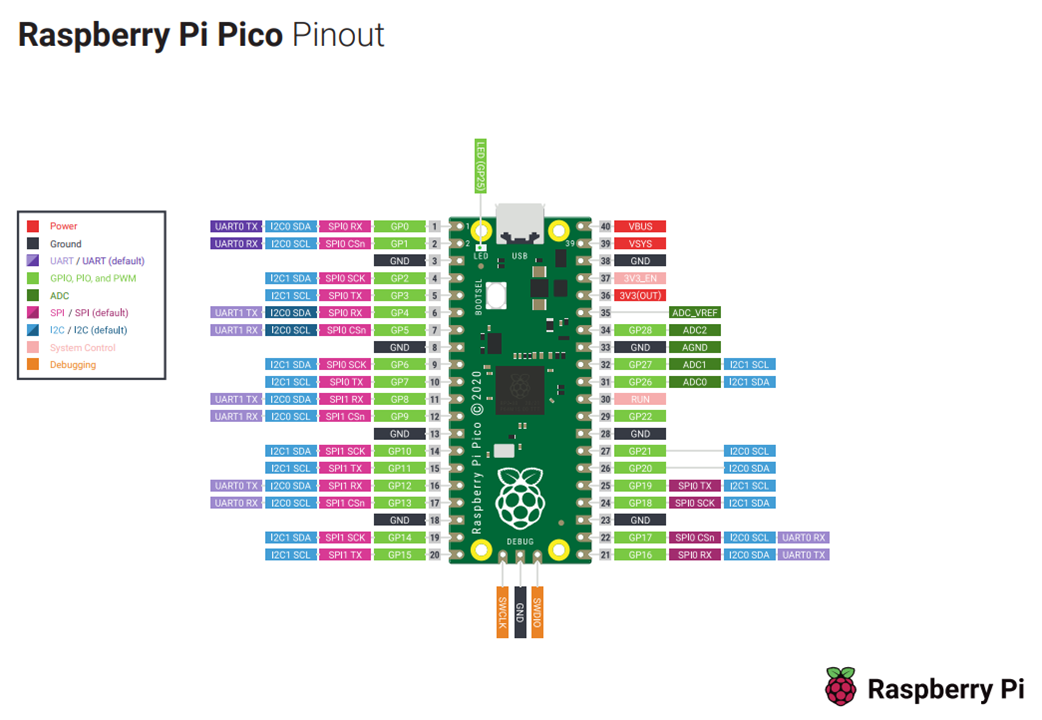 Raspberry Pi Pico Pinout
LED (GP25)
Power
Ground
UART / UART (default)
GPIO, PIO, and PWM
ADC
SPI / SPI (default)
I2C / I2C (default)
System Control
Debugging
UART0 TX I2C0 SDA SPI0 RX GP0 1
UART0 RX I2C0 SCL SPI0 CSn GP1 2
GND 3
I2C1 SDA SPI0 SCK GP2 4
I2C1 SCL SPI0 TX GP3 5
UART1 TX I2C0 SDA SPI0 RX GP4 6
UART1 RX I2C0 SCL SPI0 CSn GP5 7
GND 8
I2C1 SDA SPI0 SCK GP6 9
I2C1 SCL SPI0 TX GP7 10
UART1 TX I2C0 SDA SPI1 RX GP8 11
UART1 RX I2C0 SCL SPI1 CSn GP9 12
GND 13
I2C1 SDA SPI1 SCK GP10 14
I2C1 SCL SPI1 TX GP11 15
UART0 TX I2C0 SDA SPI1 RX GP12 16
UART0 RX I2C0 SCL SPI1 CSn GP13 17
GND 18
I2C1 SDA SPI1 SCK GP14 19
I2C1 SCL SPI1 TX GP15 20
1
2
39
LED
USB
BOOTSEL
Raspberry Pi Pico © 2020
DEBUG
40 VBUS
39 VSYS
38 GND
37 3V3_EN
36 3V3(OUT)
35 ADC_VREF
34 GP28 ADC2
33 GND AGND
32 GP27 ADC1 I2C1 SCL
31 GP26 ADC0 I2C1 SDA
30 RUN
29 GP22
28 GND
27 GP21 I2C0 SCL
26 GP20 I2C0 SDA
25 GP19 SPI0 TX I2C1 SCL
24 GP18 SPI0 SCK I2C1 SDA
23 GND
22 GP17 SPI0 CSn I2C0 SCL UART0 RX
21 GP16 SPI0 RX I2C0 SDA UART0 TX
SWCLK
GND
SWDIO
Raspberry Pi